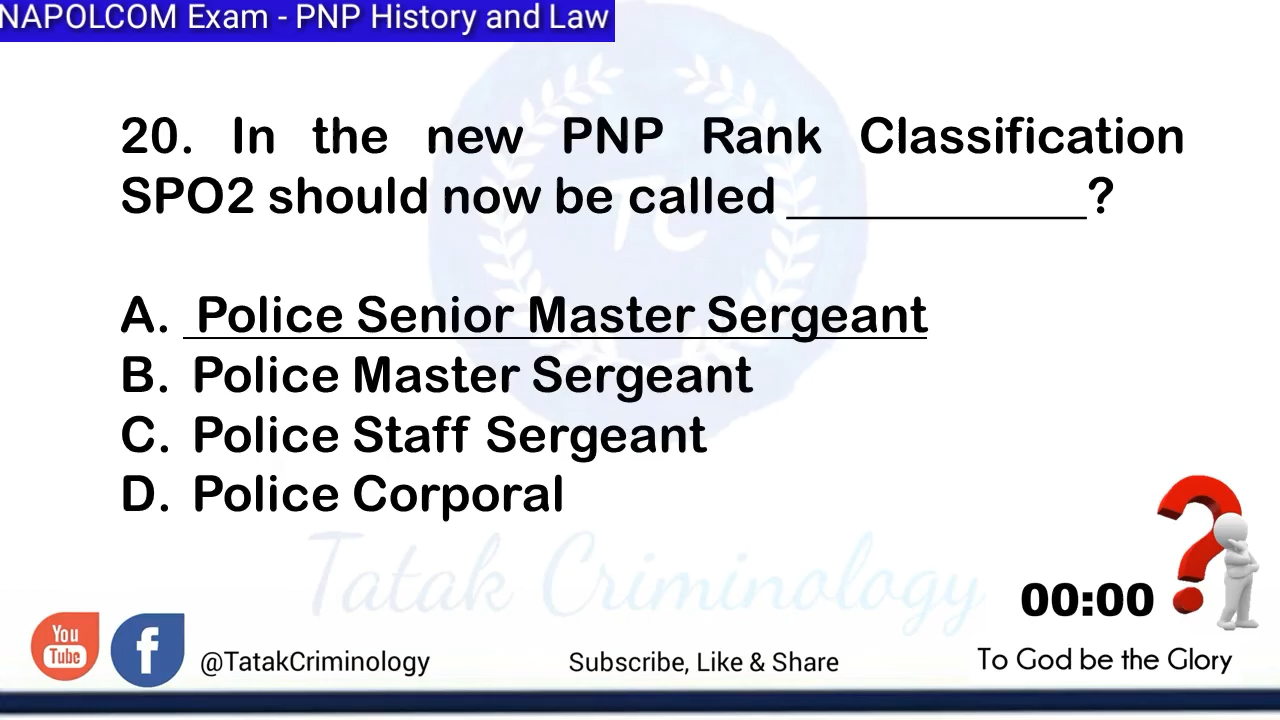 NAPOLCOM Exam - PNP History and Law
20. In the new PNP Rank Classification
SPO2 should now be called ____________?
A. Police Senior Master Sergeant
B. Police Master Sergeant
C. Police Staff Sergeant
D. Police Corporal
TC
Tatak Criminology
00:00
You
Tube
f
@TatakCriminology
Subscribe, Like & Share
To God be the Glory